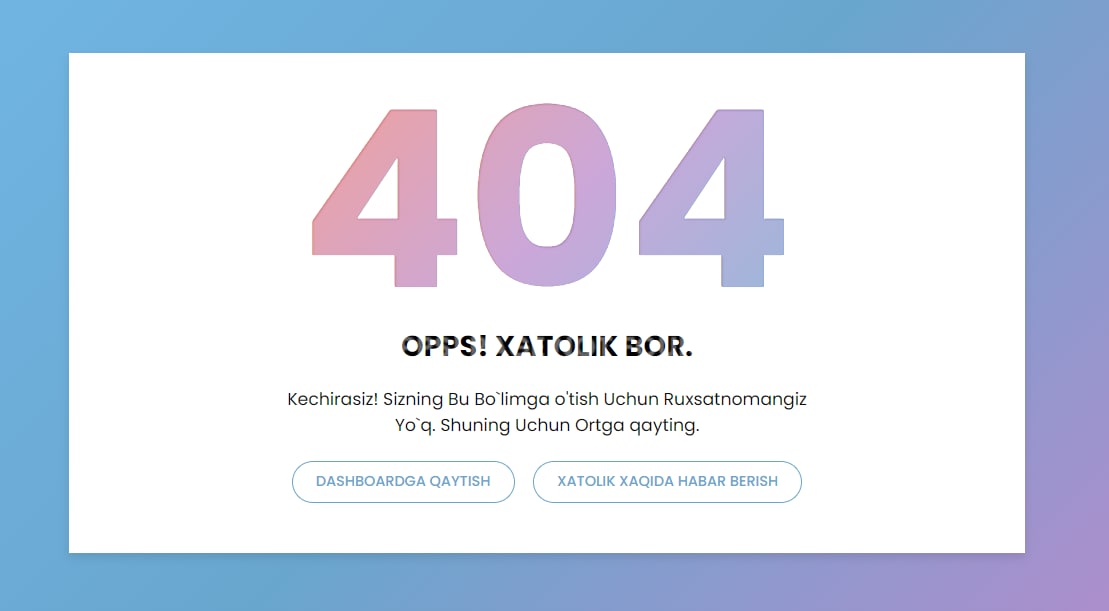 404
OPPS! XATOLIK BOR.
Kechirasiz! Sizning Bu Bo`limga o'tish Uchun Ruxsatnomangiz
Yo`q. Shuning Uchun Ortga qayting.
DASHBOARDGA QAYTISH
XATOLIK XAQIDA HABAR BERISH